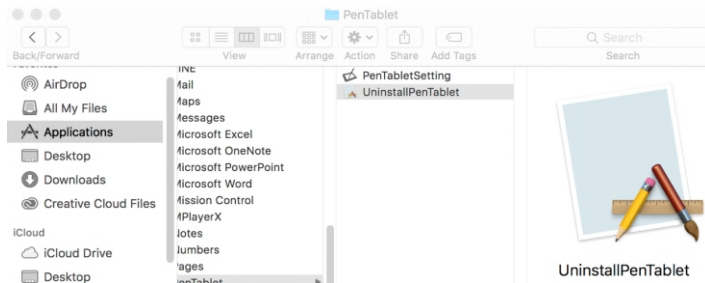 PenTablet
Back/Forward
View
Arrange
Action
Share
Add Tags
Search
Search
AirDrop
All My Files
Applications
Desktop
Downloads
Creative Cloud Files
iCloud
iCloud Drive
Desktop
Mail
Maps
Messages
Microsoft Excel
Microsoft OneNote
Microsoft PowerPoint
Microsoft Word
Mission Control
MPlayerX
Notes
Numbers
Pages
PenTablet
PenTabletSetting
UninstallPenTablet
UninstallPenTablet